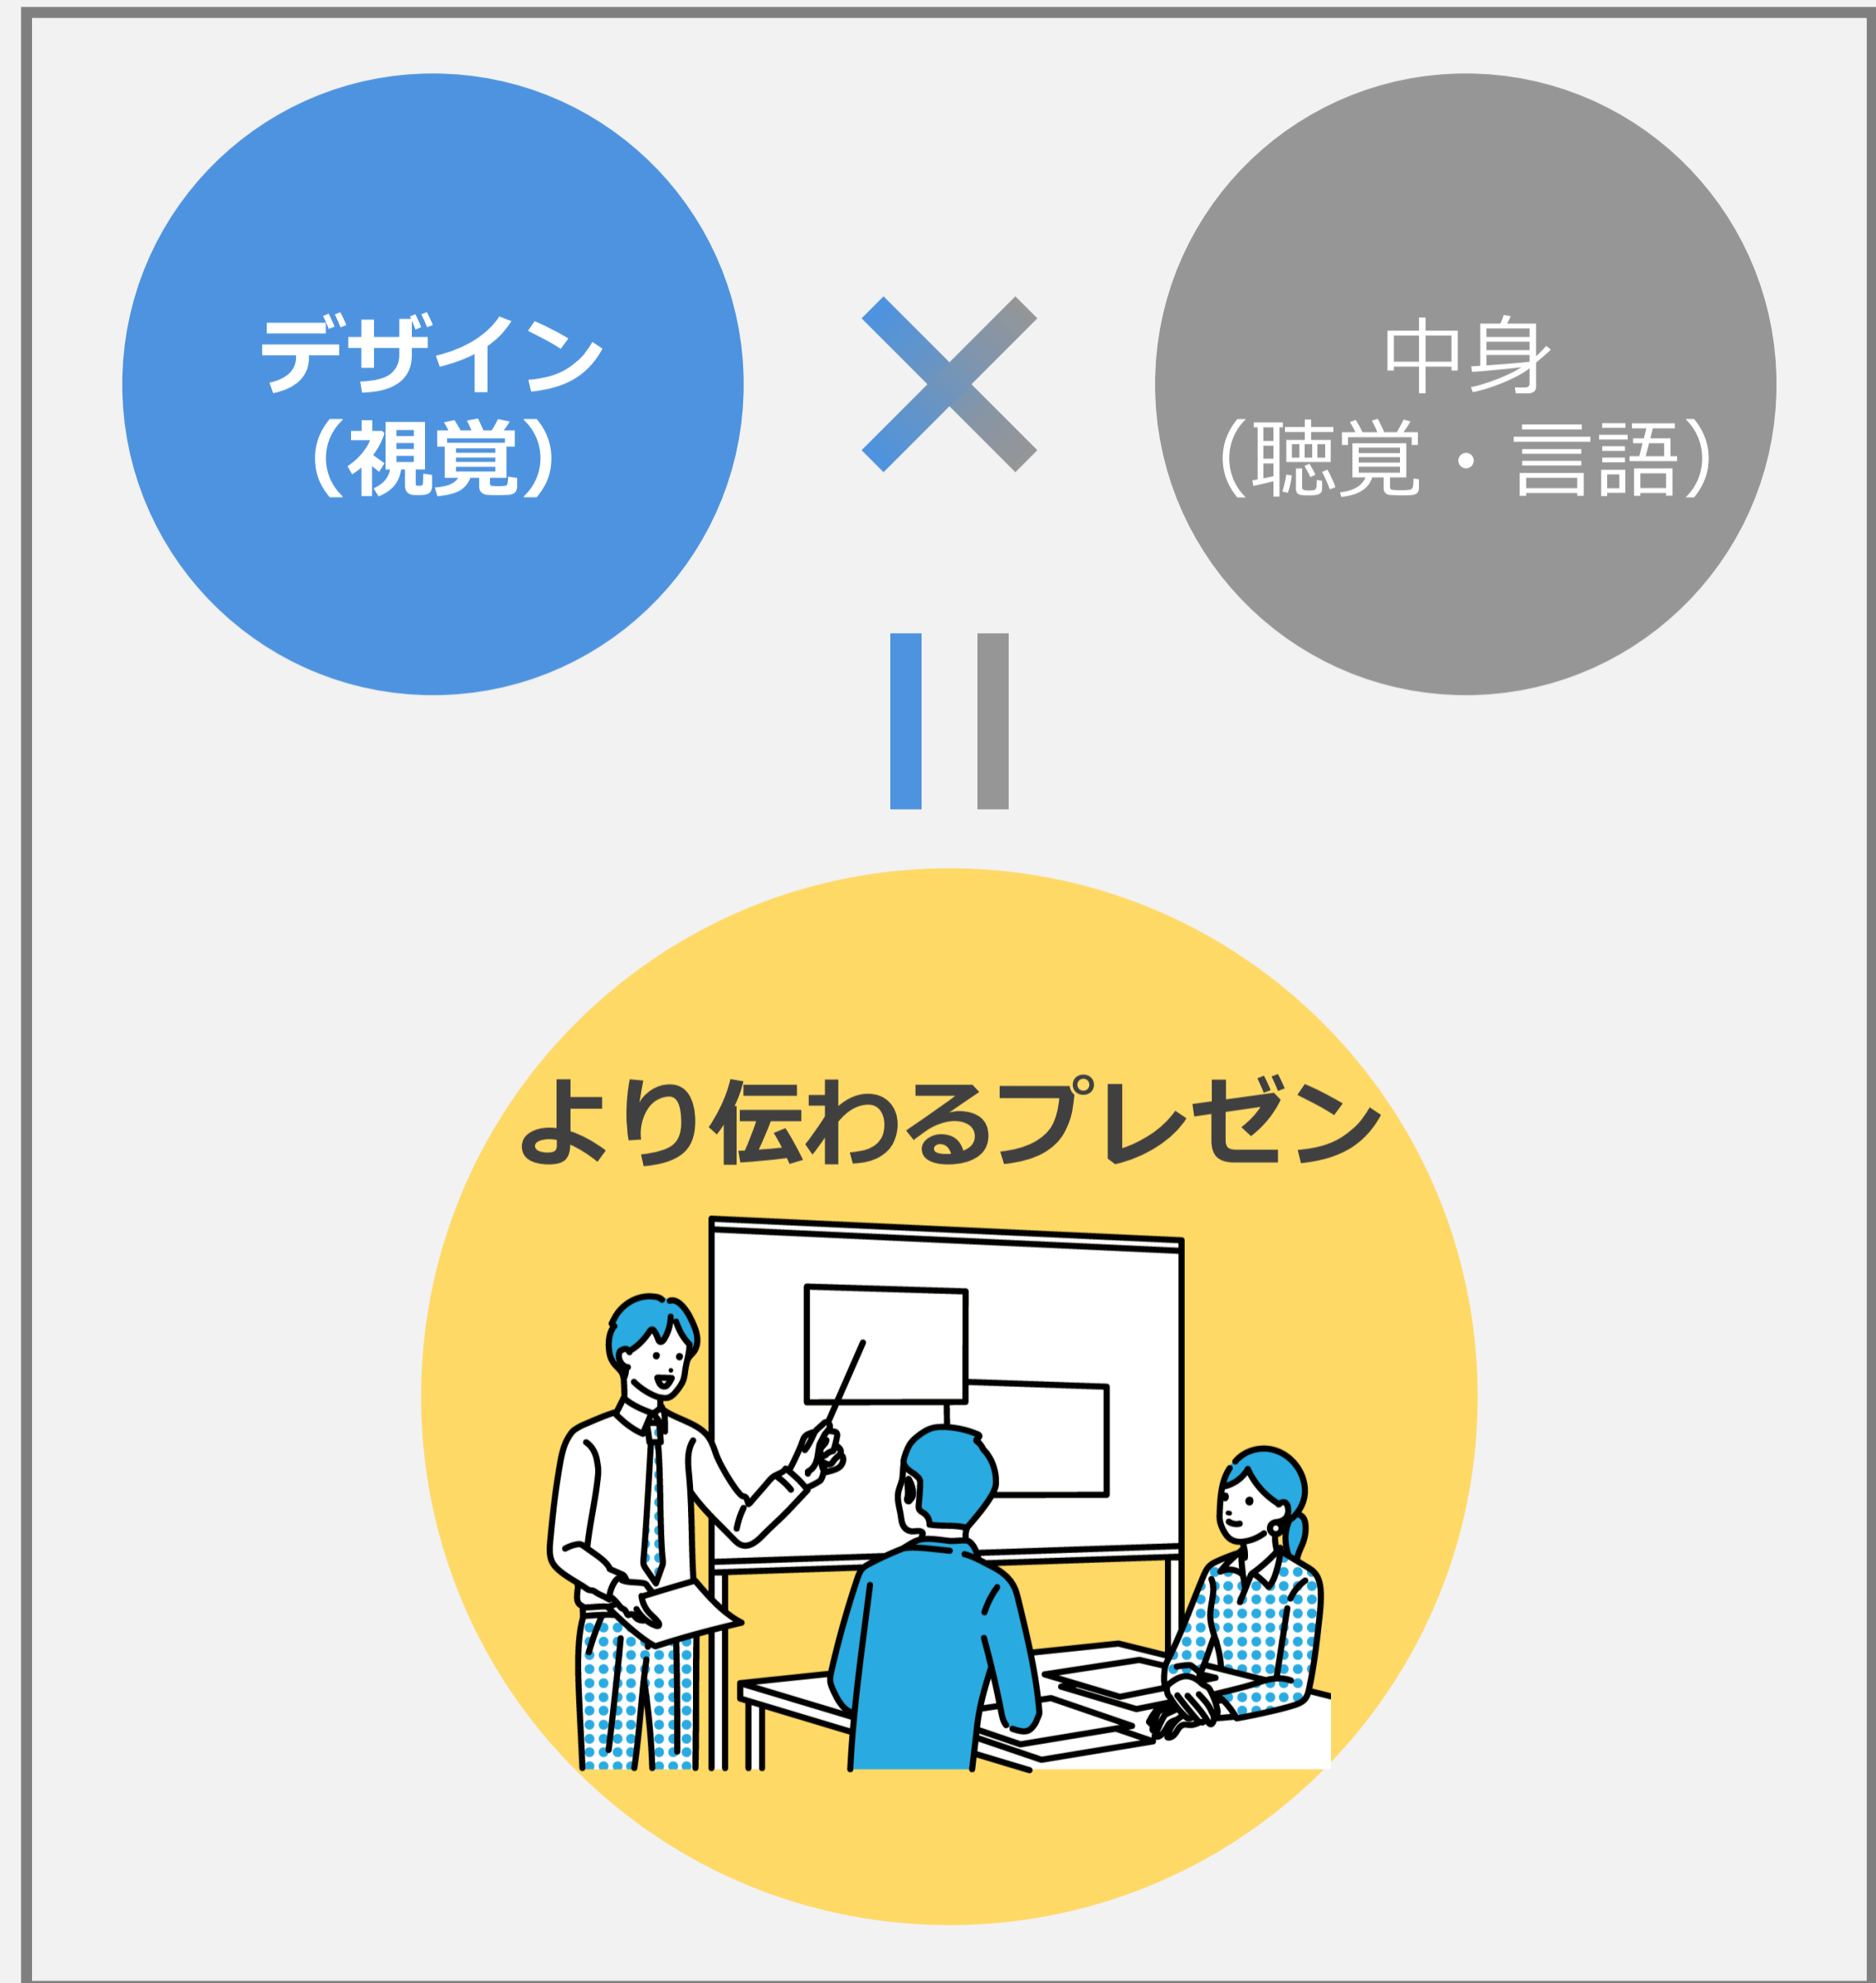 デザイン
(視覚)
中身
(聴覚・言語)
より伝わるプレゼン